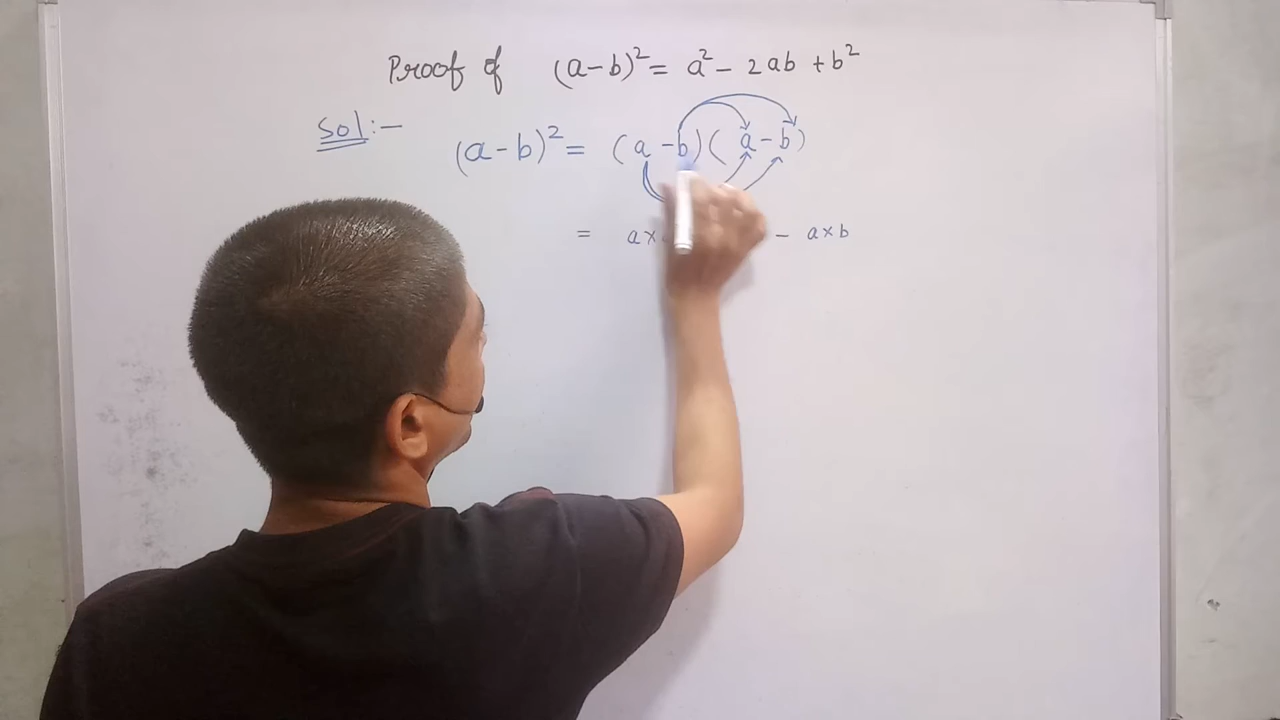 Proof of (a-b)² = a² - 2ab + b²
Sol:-
(a-b)² = (a-b)(a-b)
= a× - a×b